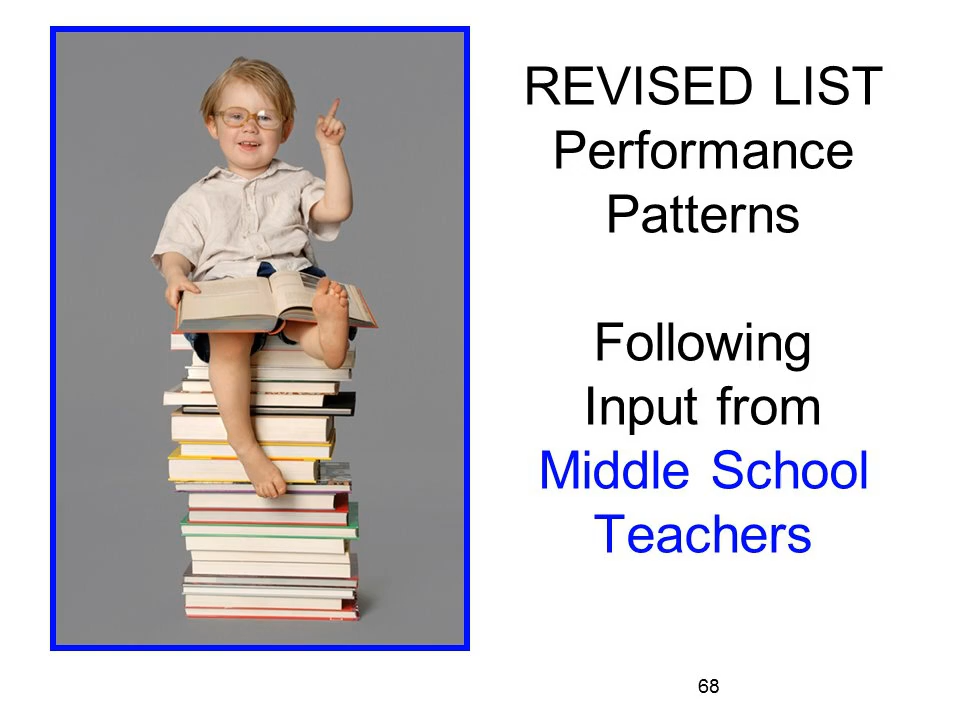 REVISED LIST
Performance
Patterns
Following
Input from
Middle School
Teachers
68